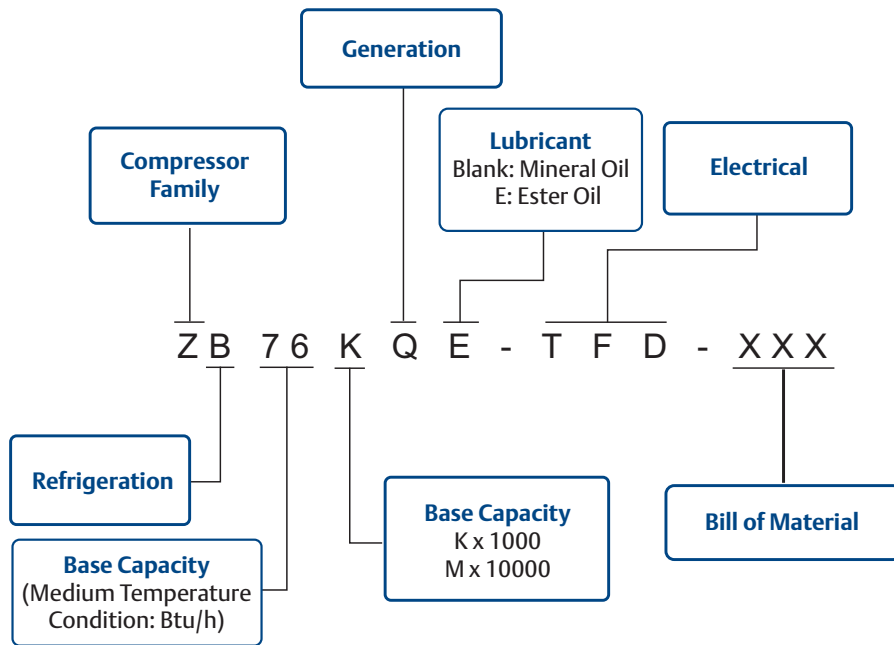 Generation
Compressor
Family
Lubricant
Blank: Mineral Oil
E: Ester Oil
Electrical
Z B 7 6 K Q E - T F D - X X X
Refrigeration
Base Capacity
(Medium Temperature
Condition: Btu/h)
Base Capacity
K x 1000
M x 10000
Bill of Material